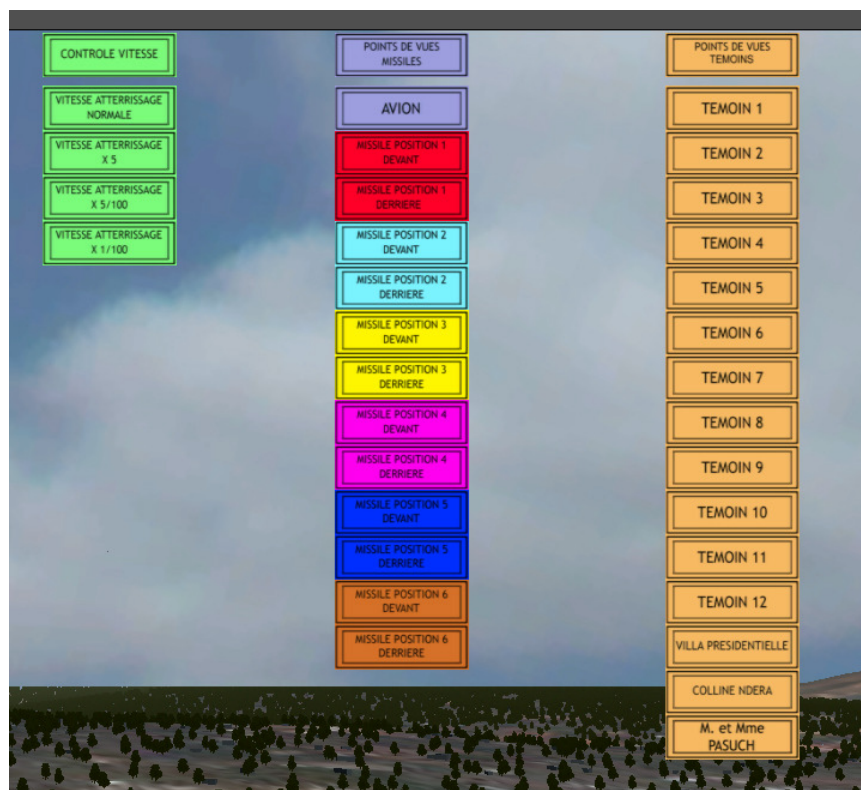 CONTROLE VITESSE
VITESSE ATTERRISSAGE
NORMALE
VITESSE ATTERRISSAGE
X 5
VITESSE ATTERRISSAGE
X 5/100
VITESSE ATTERRISSAGE
X 1/100
POINTS DE VUES
MISSILES
AVION
MISSILE POSITION 1
DEVANT
MISSILE POSITION 1
DERRIERE
MISSILE POSITION 2
DEVANT
MISSILE POSITION 2
DERRIERE
MISSILE POSITION 3
DEVANT
MISSILE POSITION 3
DERRIERE
MISSILE POSITION 4
DEVANT
MISSILE POSITION 4
DERRIERE
MISSILE POSITION 5
DEVANT
MISSILE POSITION 5
DERRIERE
MISSILE POSITION 6
DEVANT
MISSILE POSITION 6
DERRIERE
POINTS DE VUES
TEMOINS
TEMOIN 1
TEMOIN 2
TEMOIN 3
TEMOIN 4
TEMOIN 5
TEMOIN 6
TEMOIN 7
TEMOIN 8
TEMOIN 9
TEMOIN 10
TEMOIN 11
TEMOIN 12
VILLA PRESIDENTIELLE
COLLINE NDERA
M. et Mme
PASUCH